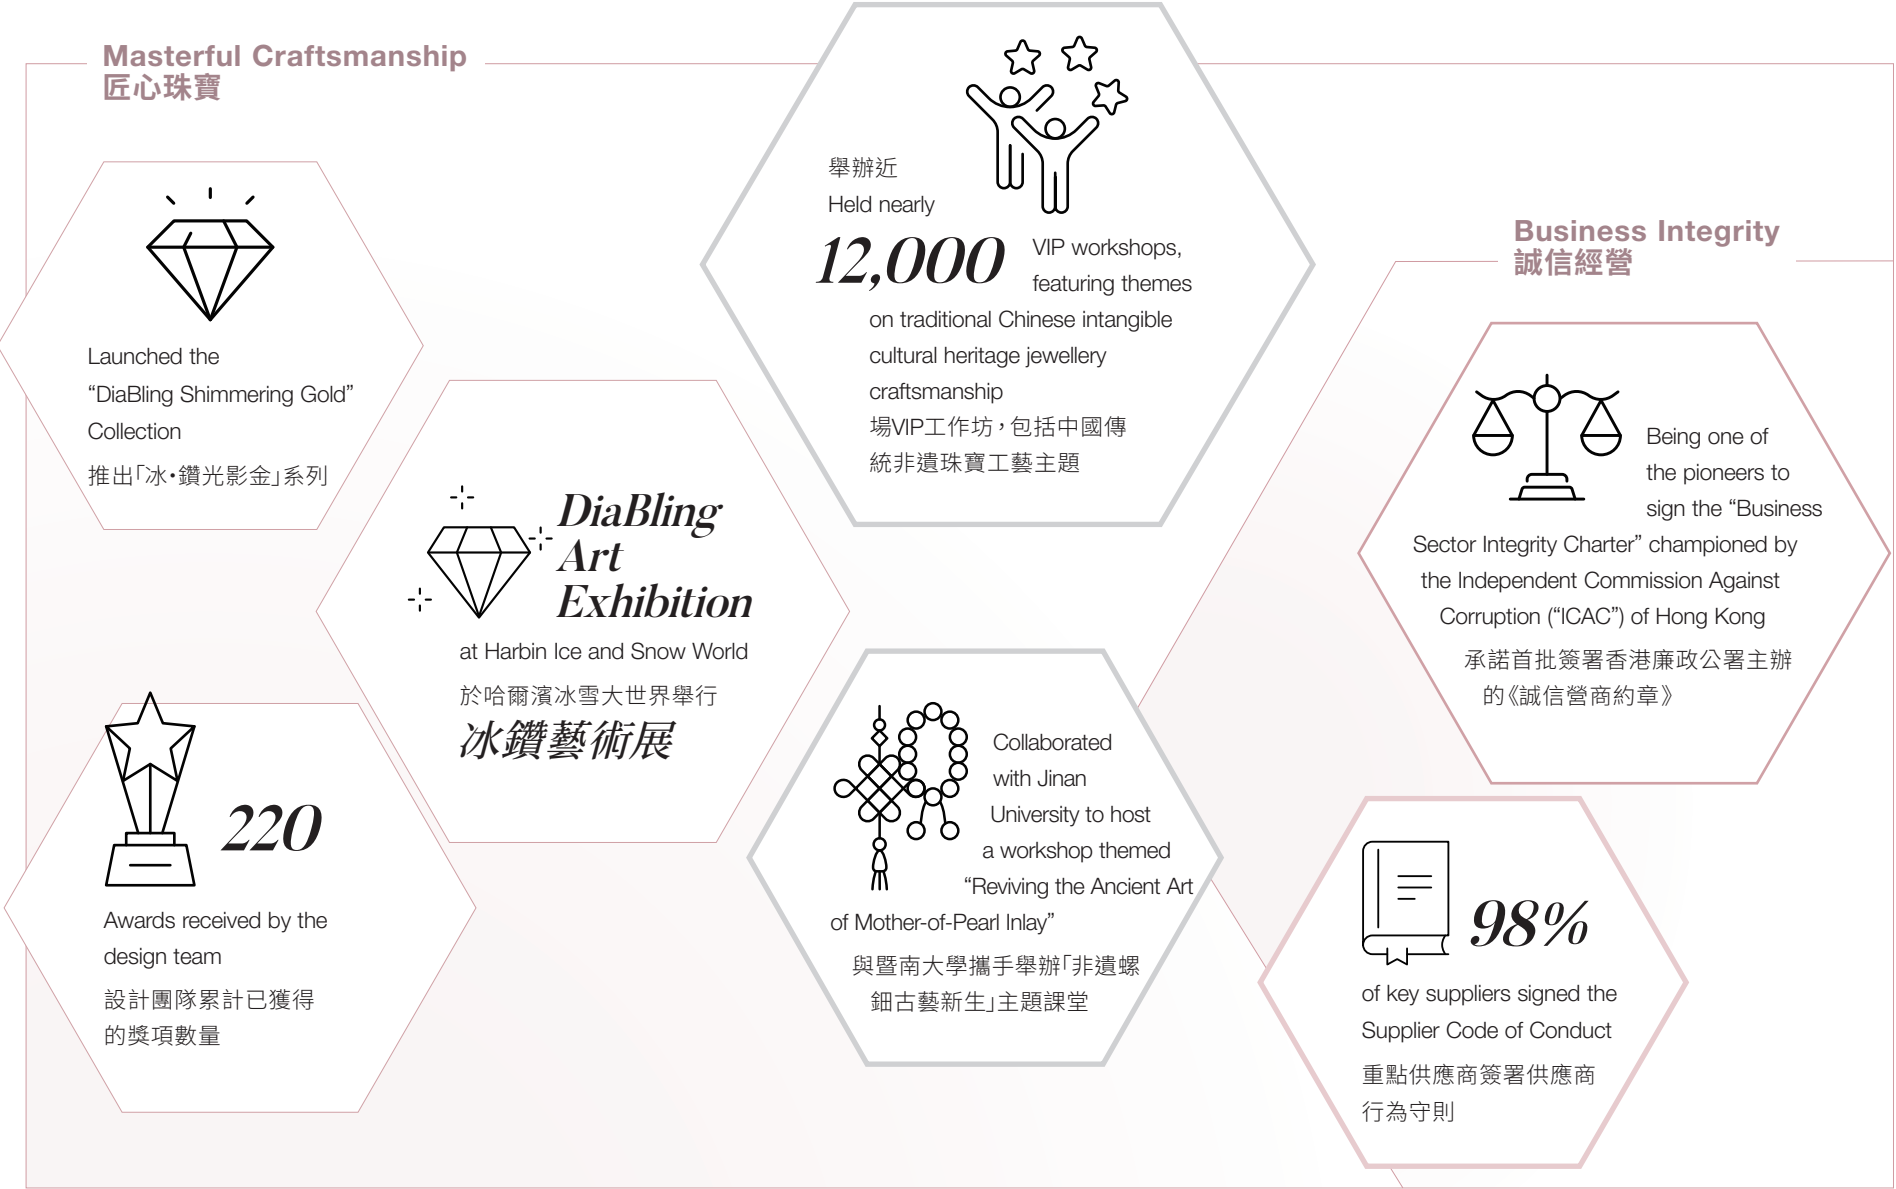 Masterful Craftsmanship
匠心珠寶
Launched the
“DiaBling Shimmering Gold”
Collection
推出「冰•鑽光影金」系列
DiaBling
Art
Exhibition
at Harbin Ice and Snow World
於哈爾濱冰雪大世界舉行
冰鑽藝術展
220
Awards received by the
design team
設計團隊累計已獲得
的獎項數量
舉辦近
Held nearly
12,000 VIP workshops,
featuring themes
on traditional Chinese intangible
cultural heritage jewellery
craftsmanship
場VIP工作坊，包括中國傳
統非遺珠寶工藝主題
Collaborated
with Jinan
University to host
a workshop themed
“Reviving the Ancient Art
of Mother-of-Pearl Inlay”
與暨南大學攜手舉辦「非遺螺
鈿古藝新生」主題課堂
Business Integrity
誠信經營
Being one of
the pioneers to
sign the “Business
Sector Integrity Charter” championed by
the Independent Commission Against
Corruption (“ICAC”) of Hong Kong
承諾首批簽署香港廉政公署主辦
的《誠信營商約章》
98%
of key suppliers signed the
Supplier Code of Conduct
重點供應商簽署供應商
行為守則